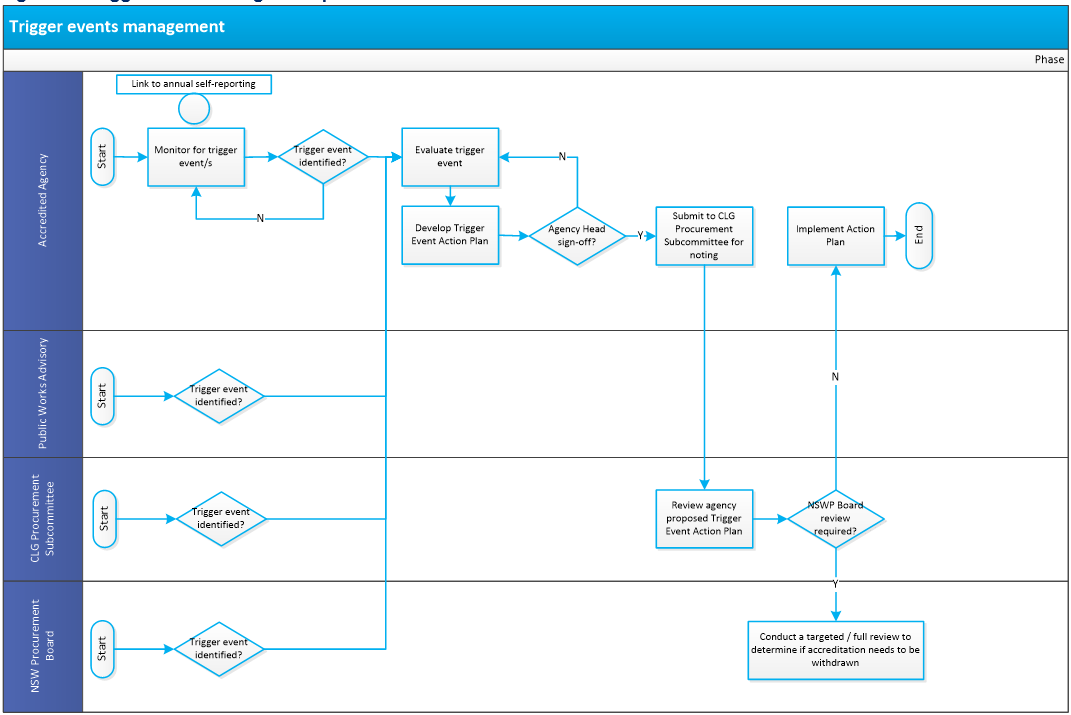 Trigger events management
Phase
Accredited Agency
Link to annual self-reporting
Start
Monitor for trigger
event/s
Trigger event
identified?
N
Evaluate trigger
event
N
Develop Trigger
Event Action Plan
Agency Head
sign-off?
Y
Submit to CLG
Procurement
Subcommittee for
noting
Implement Action
Plan
End
Public Works Advisory
Start
Trigger event
identified?
N
CLG Procurement
Subcommittee
Start
Trigger event
identified?
Review agency
proposed Trigger
Event Action Plan
NSWP Board
review
required?
Y
NSW Procurement
Board
Start
Trigger event
identified?
Conduct a targeted / full review to
determine if accreditation needs to be
withdrawn